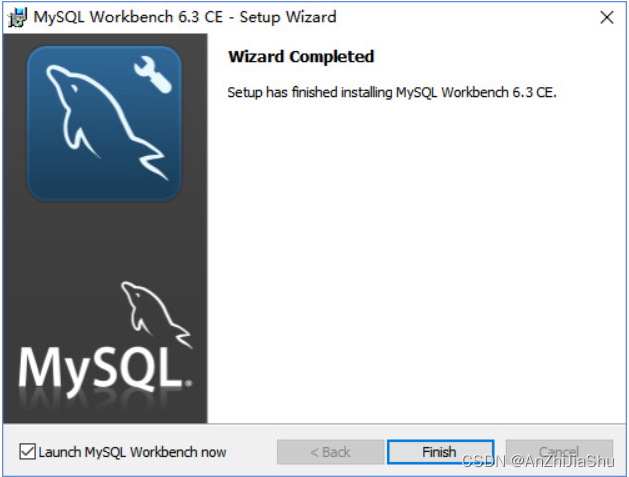 MySQL Workbench 6.3 CE - Setup Wizard
Wizard Completed
Setup has finished installing MySQL Workbench 6.3 CE.
MySQL®
Launch MySQL Workbench now
< Back
Finish
Cancel
CSDN @AnZhiJiaShu